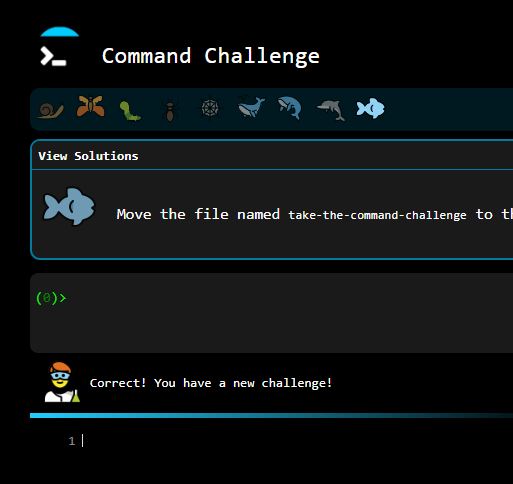 Command Challenge
View Solutions
Move the file named take-the-command-challenge to th
(0)>
Correct! You have a new challenge!
1